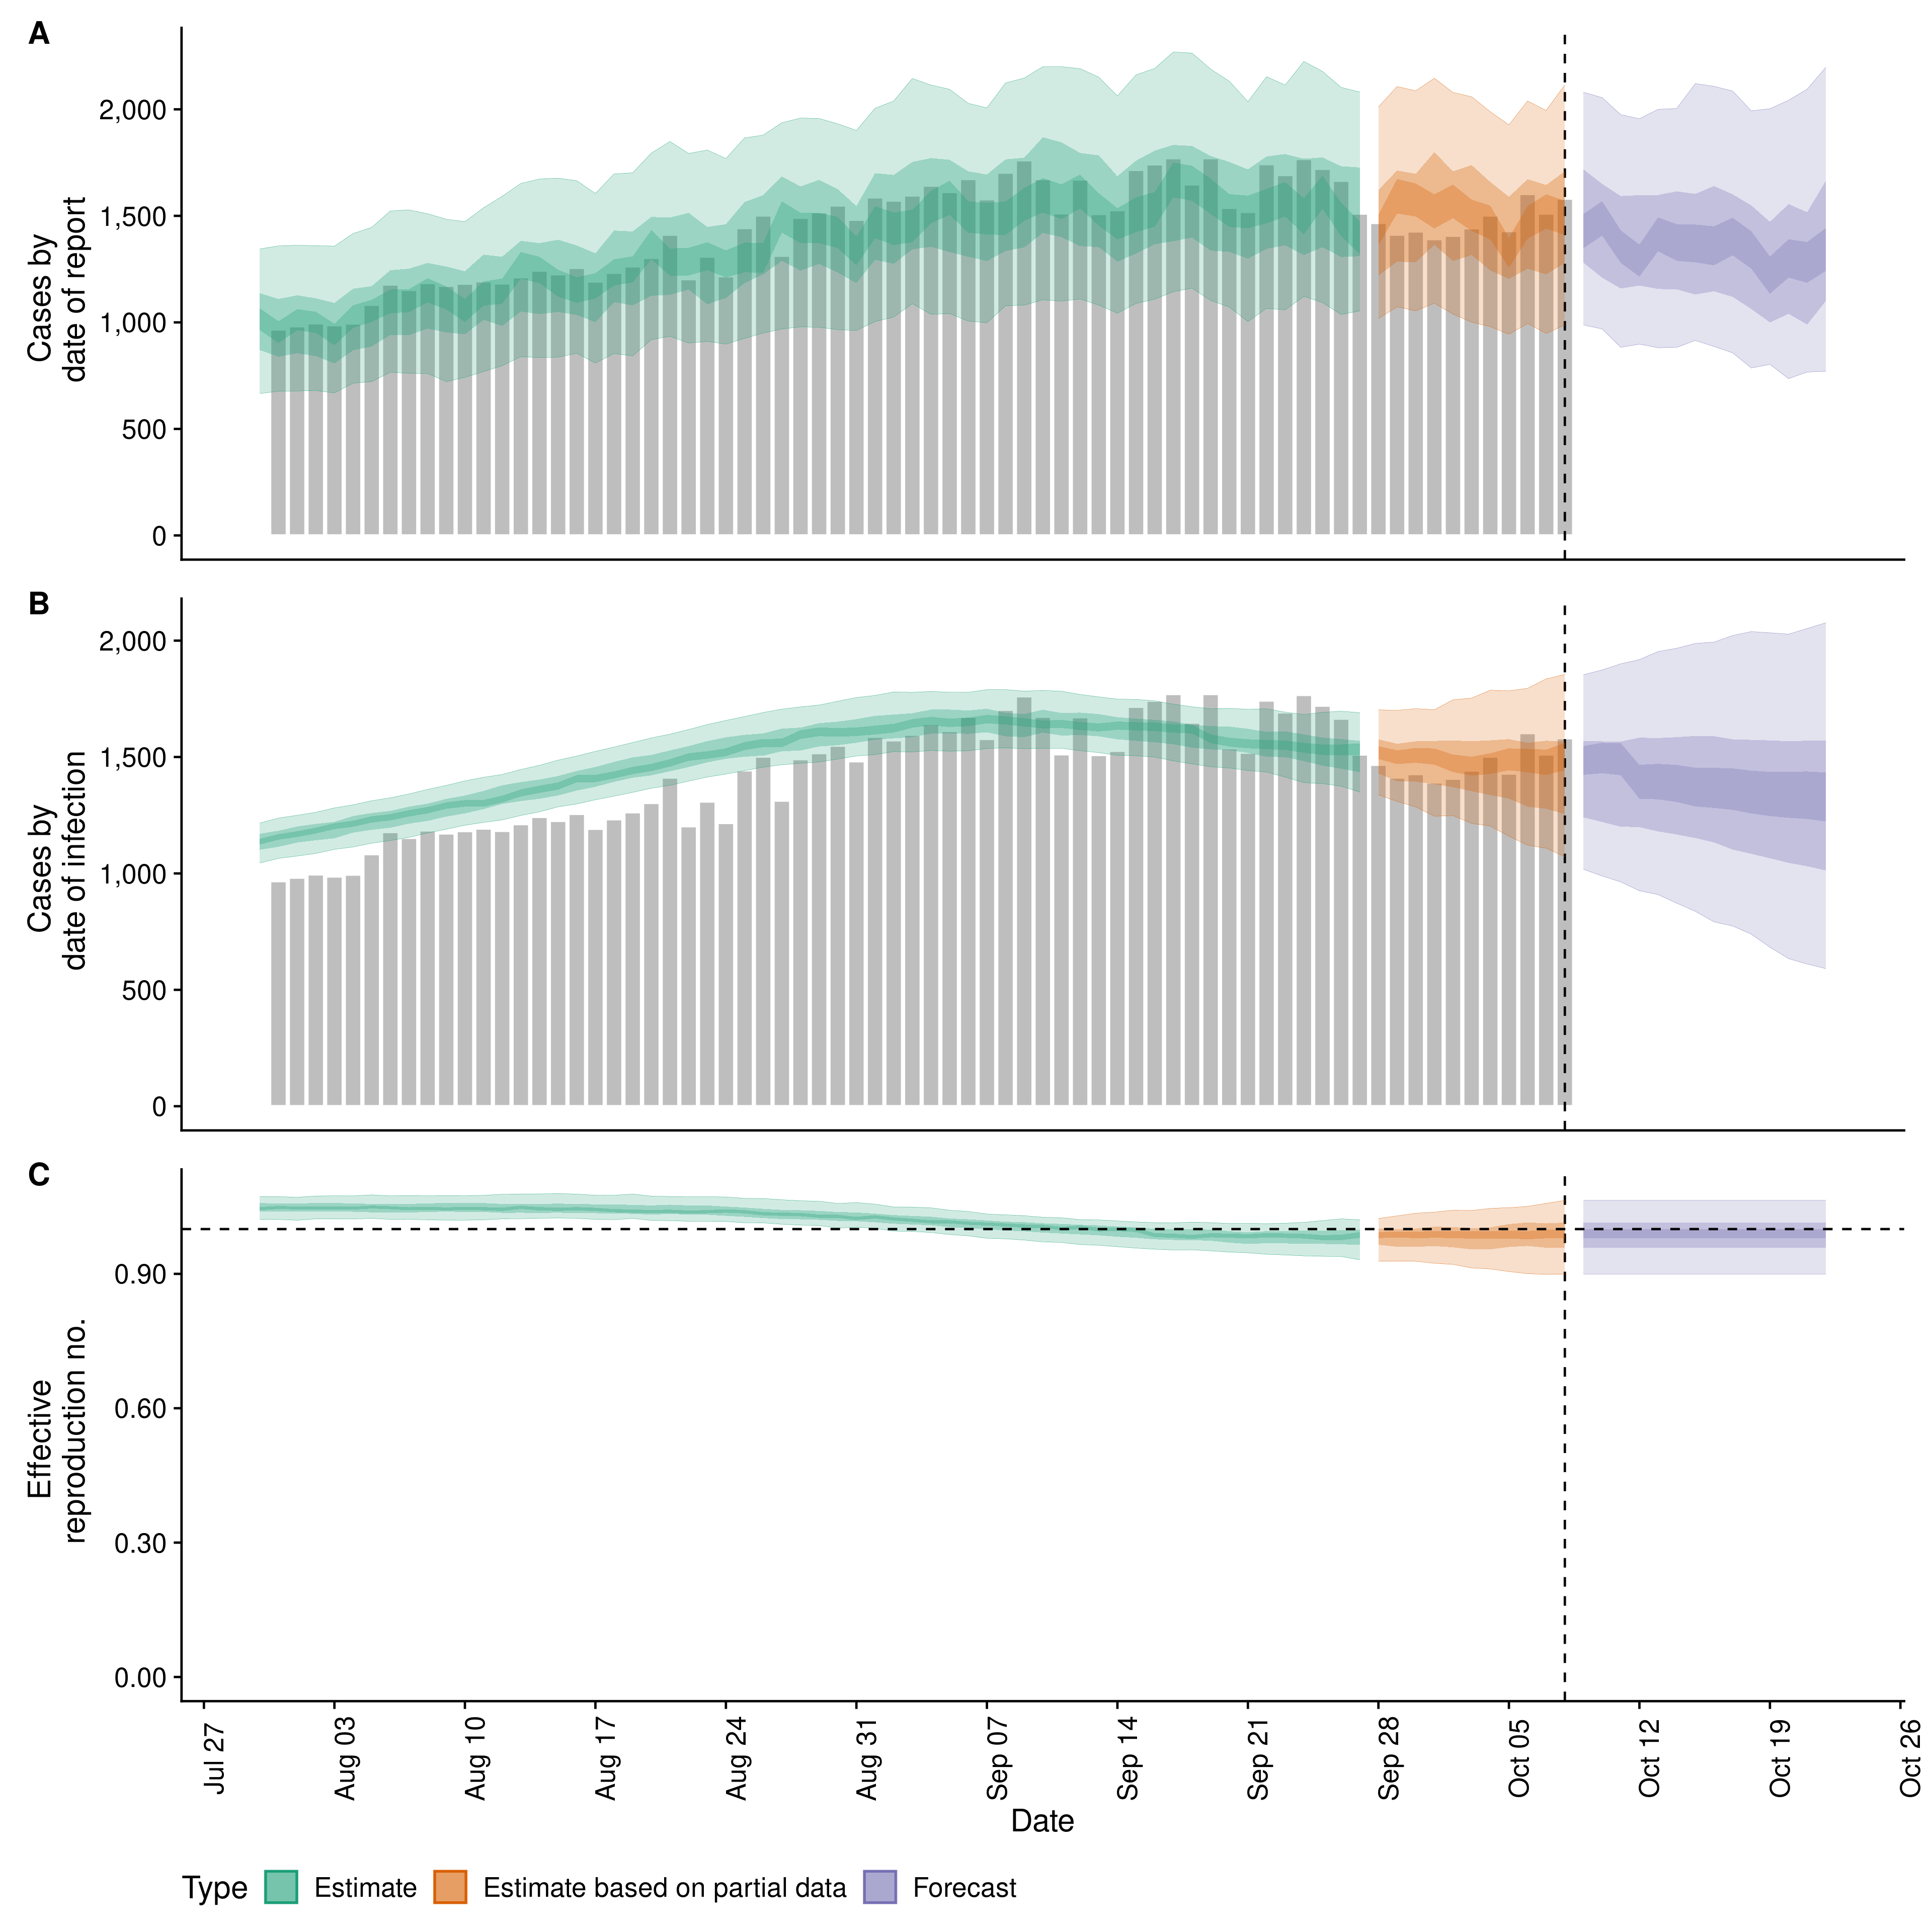 A
Cases by
date of report
2,000
1,500
1,000
500
0
B
Cases by
date of infection
2,000
1,500
1,000
500
0
C
Effective
reproduction no.
0.90
0.60
0.30
0.00
Jul 27
Aug 03
Aug 10
Aug 17
Aug 24
Aug 31
Sep 07
Sep 14
Sep 21
Sep 28
Oct 05
Oct 12
Oct 19
Oct 26
Date
Type Estimate Estimate based on partial data Forecast